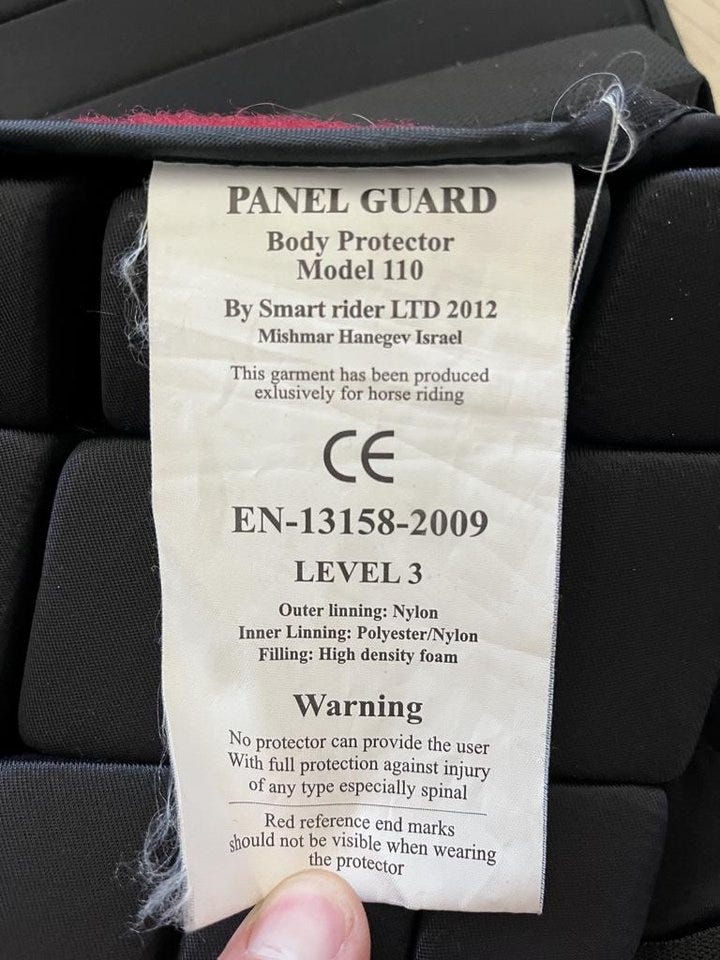 PANEL GUARD
Body Protector
Model 110
By Smart rider LTD 2012
Mishmar Hanegev Israel
This garment has been produced
exlusively for horse riding
CE
EN-13158-2009
LEVEL 3
Outer linning: Nylon
Inner Linning: Polyester/Nylon
Filling: High density foam
Warning
No protector can provide the user
With full protection against injury
of any type especially spinal
Red reference end marks
should not be visible when wearing
the protector